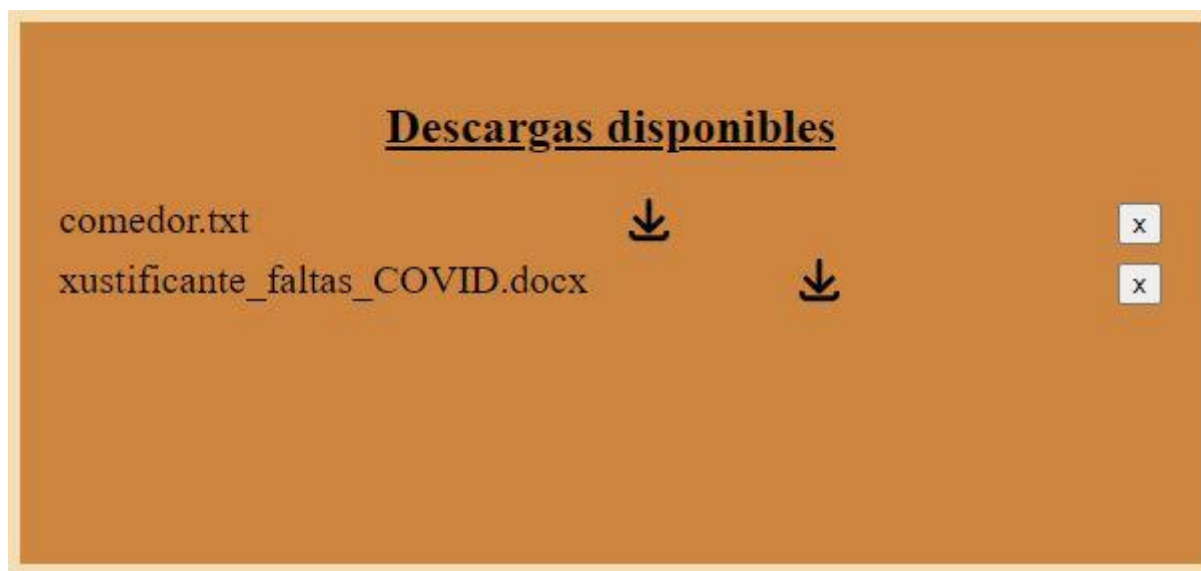 Descargas disponibles
comedor.txt x
xustificante_faltas_COVID.docx x